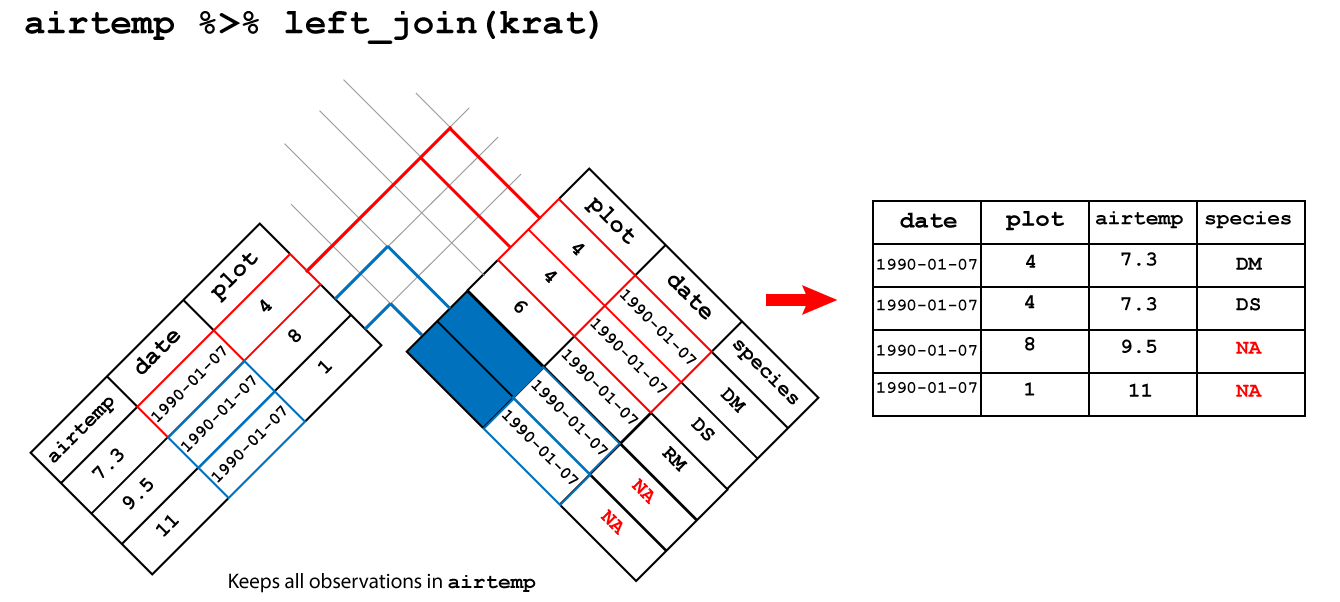 airtemp %>% left_join(krat)
airtemp date plot
7.3 1990-01-07 4
9.5 1990-01-07 8
11 1990-01-07 1
plot date species
4 1990-01-07 DM
4 1990-01-07 DS
6 1990-01-07 RM
1990-01-07 NA
1990-01-07 NA
date plot airtemp species
1990-01-07 4 7.3 DM
1990-01-07 4 7.3 DS
1990-01-07 8 9.5 NA
1990-01-07 1 11 NA
Keeps all observations in airtemp